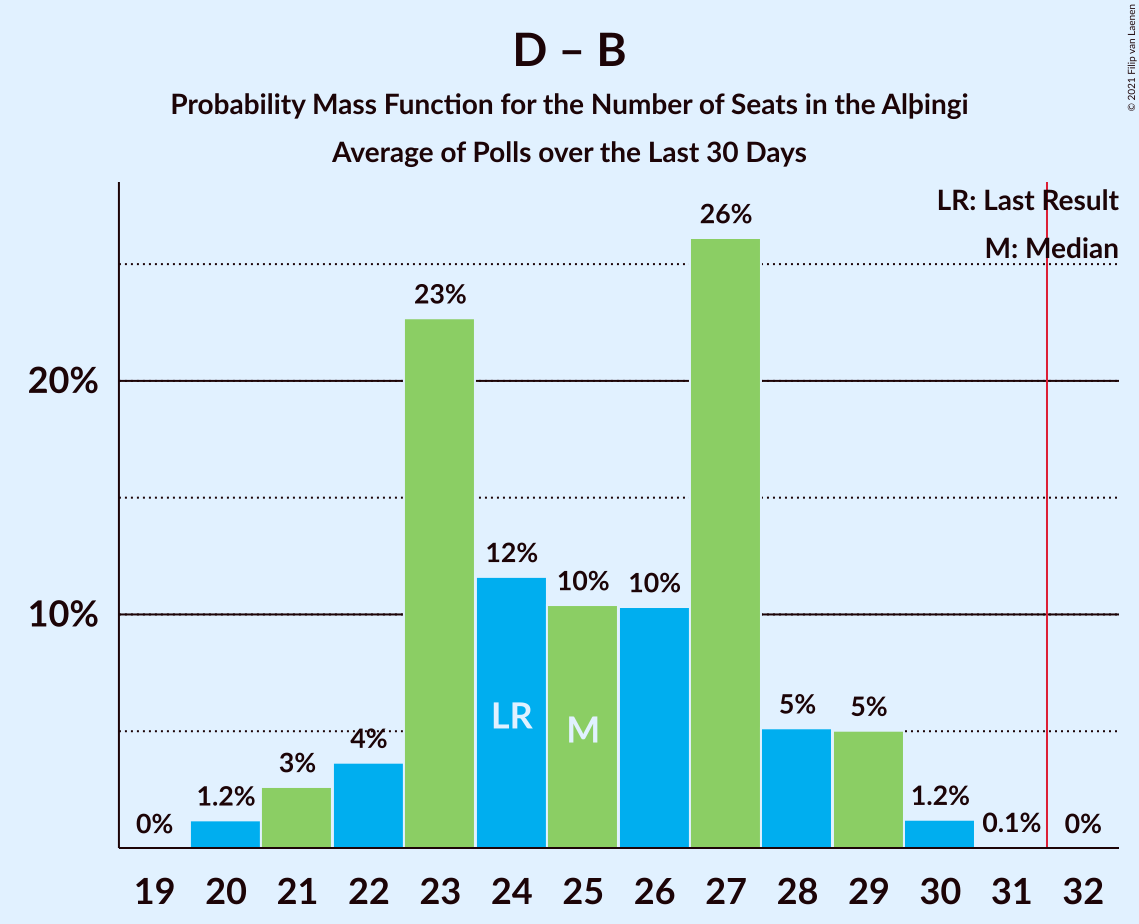 D – B
Probability Mass Function for the Number of Seats in the Alþingi
Average of Polls over the Last 30 Days
© 2021 Filip van Laenen
LR: Last Result
M: Median
26%
23%
20%
12%
10%
10%
10%
LR
M
5%
5%
4%
3%
1.2%
1.2%
0%
0.1%
0%
19 20 21 22 23 24 25 26 27 28 29 30 31 32